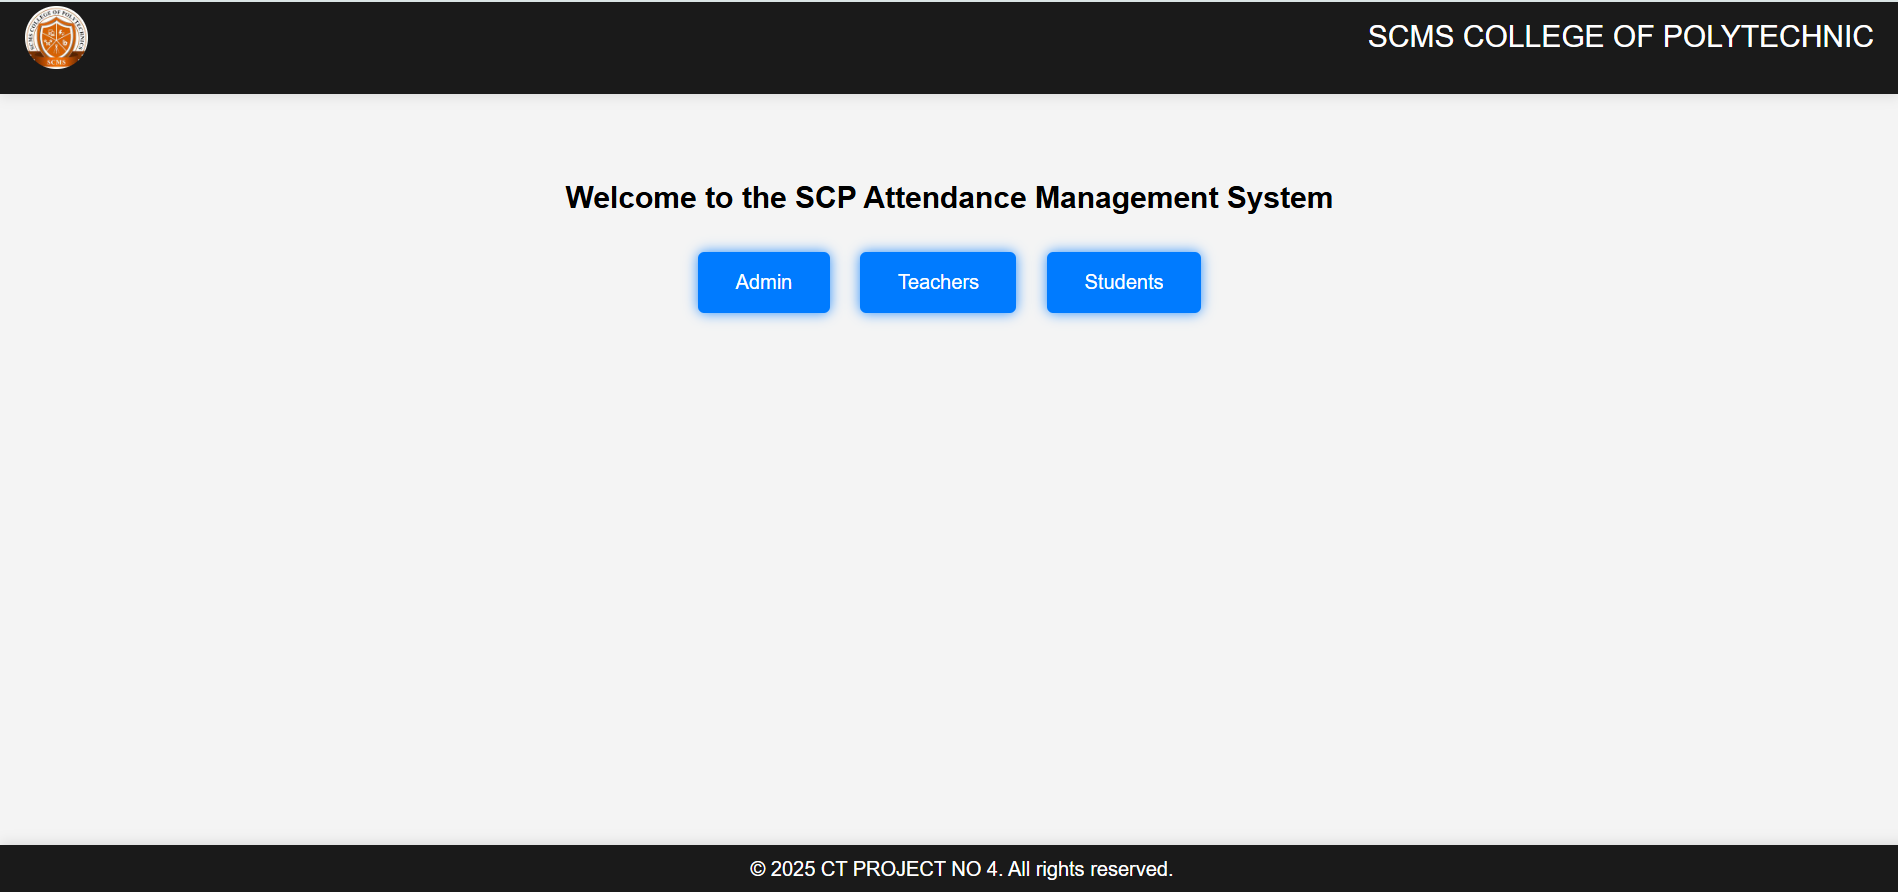 SCMS COLLEGE OF POLYTECHNICS
SCMS
SCMS COLLEGE OF POLYTECHNIC
Welcome to the SCP Attendance Management System
Admin
Teachers
Students
© 2025 CT PROJECT NO 4. All rights reserved.